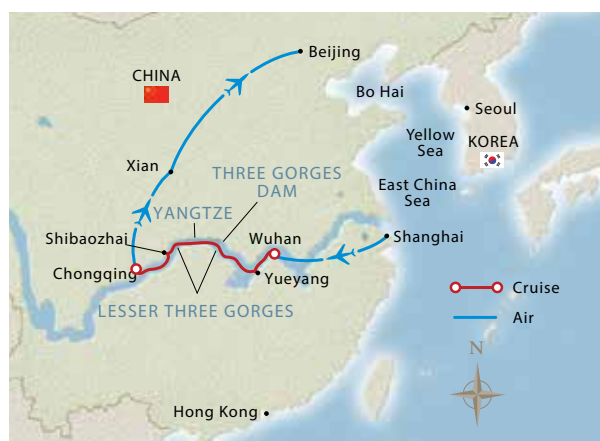 Beijing
CHINA
Bo Hai
Seoul
Yellow
Sea
KOREA
Xian
THREE GORGES
DAM
East China
Sea
YANGTZE
Shibaozhai
Wuhan
Shanghai
Chongqing
Yueyang
LESSER THREE GORGES
Cruise
Air
N
Hong Kong